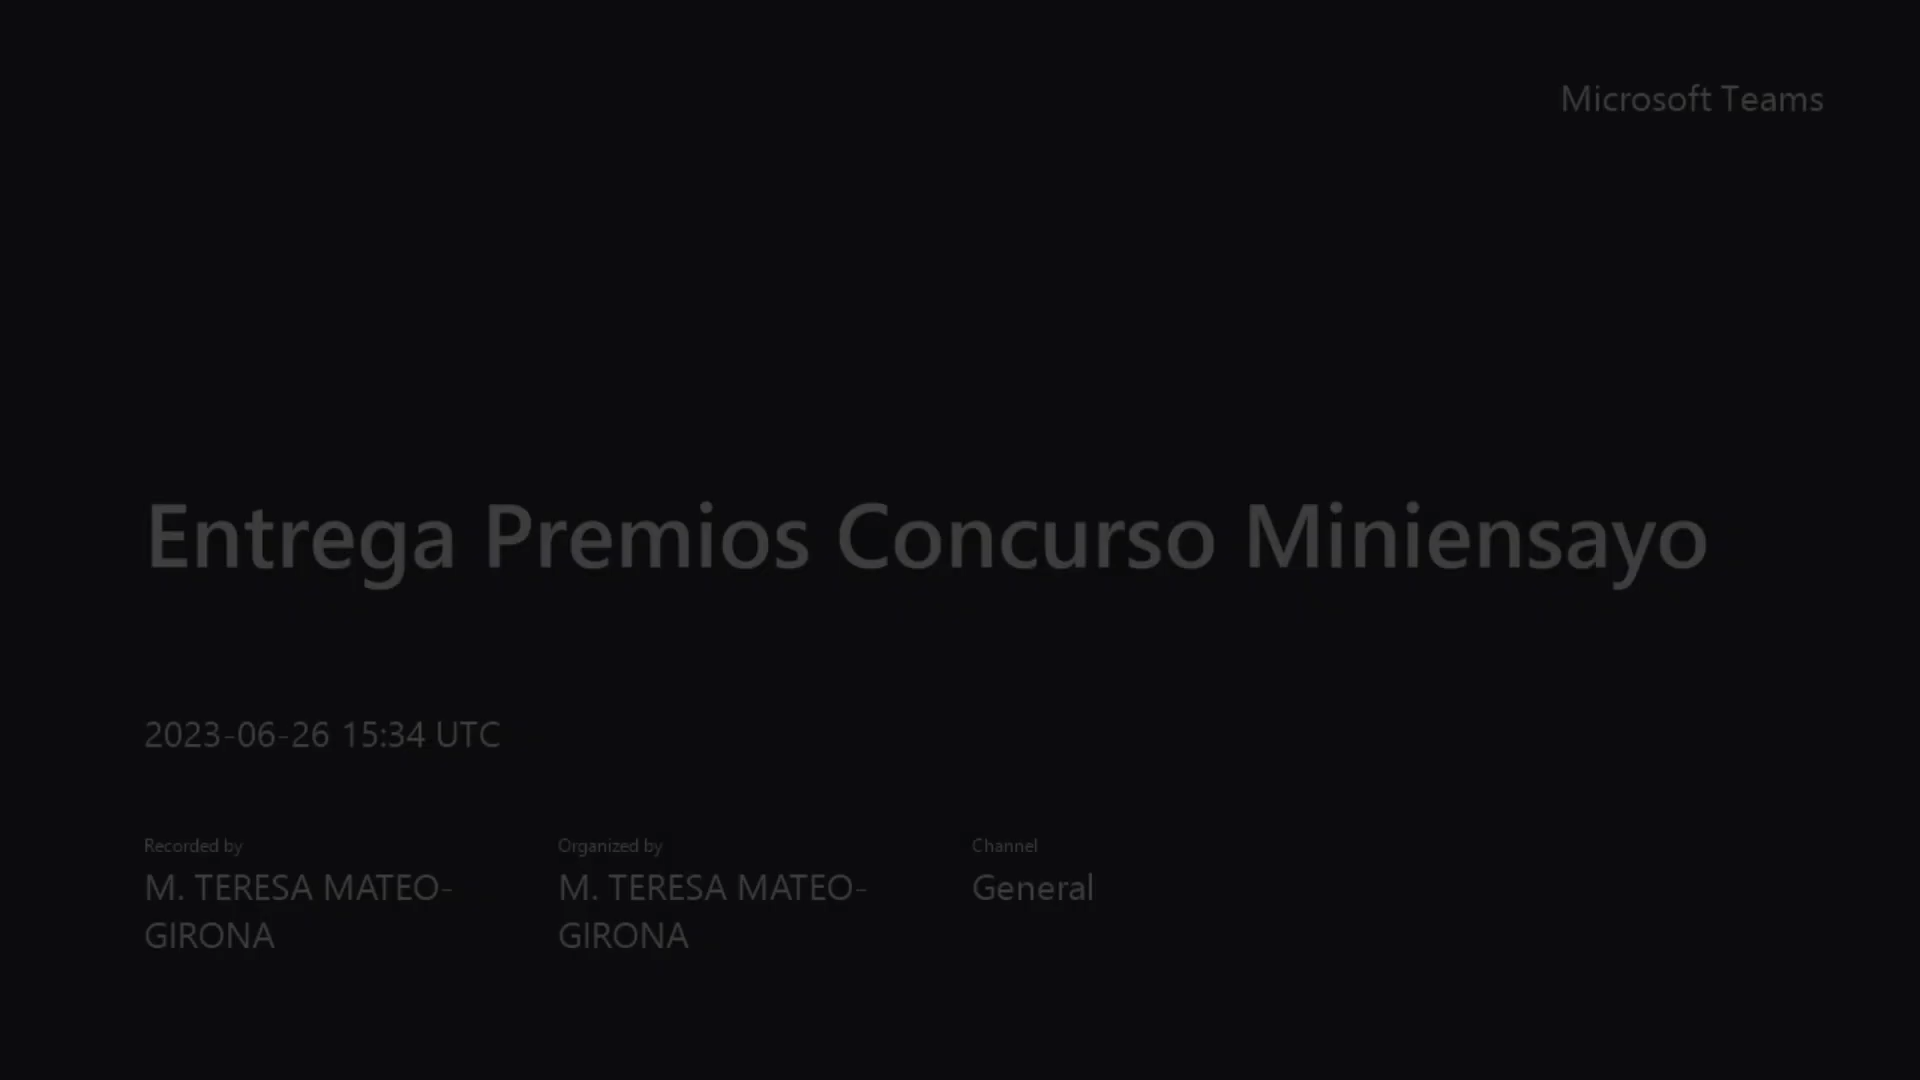 Microsoft Teams
Entrega Premios Concurso Miniensayo
2023-06-26 15:34 UTC
Recorded by
M. TERESA MATEO-
GIRONA
Organized by
M. TERESA MATEO-
GIRONA
Channel
General